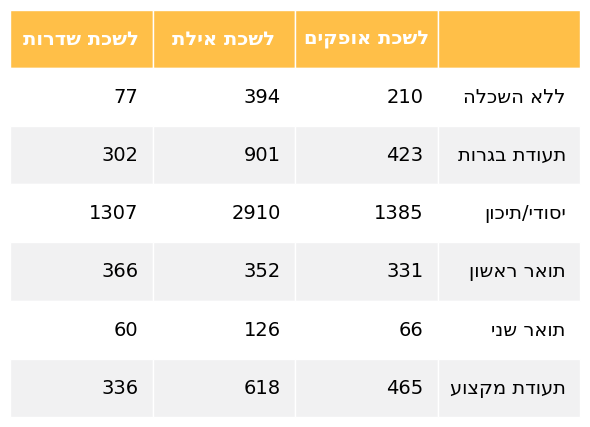 לשכת אופקים לשכת אילת לשכת שדרות
ללא השכלה 210 394 77
תעודת בגרות 423 901 302
יסודי/תיכון 1385 2910 1307
תואר ראשון 331 352 366
תואר שני 66 126 60
תעודת מקצוע 465 618 336